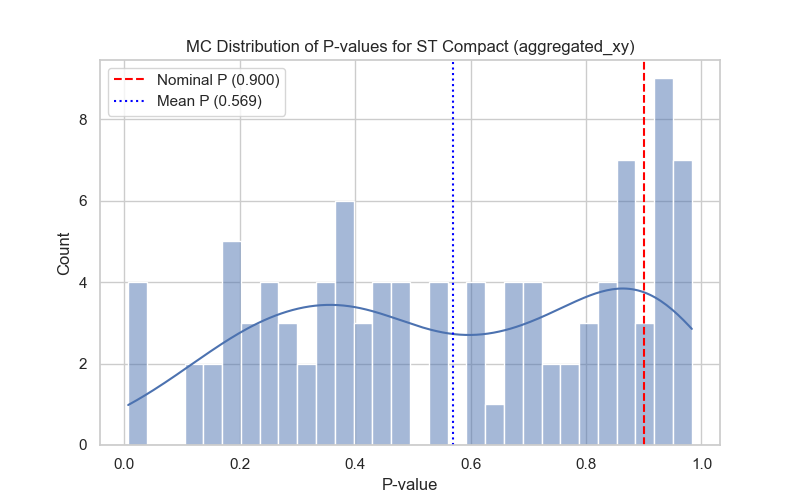 MC Distribution of P-values for ST Compact (aggregated_xy)
Nominal P (0.900)
Mean P (0.569)
8
6
4
2
0
Count
0.0 0.2 0.4 0.6 0.8 1.0
P-value